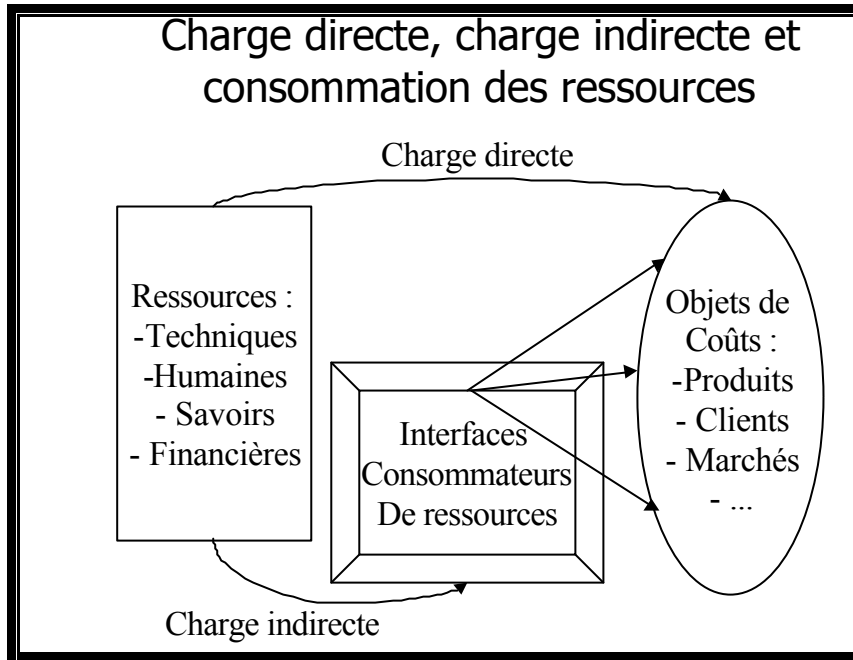 Charge directe, charge indirecte et
consommation des ressources
Charge directe
Ressources :
-Techniques
-Humaines
- Savoirs
- Financières
Interfaces
Consommateurs
De ressources
Objets de
Coûts :
-Produits
- Clients
- Marchés
- ...
Charge indirecte